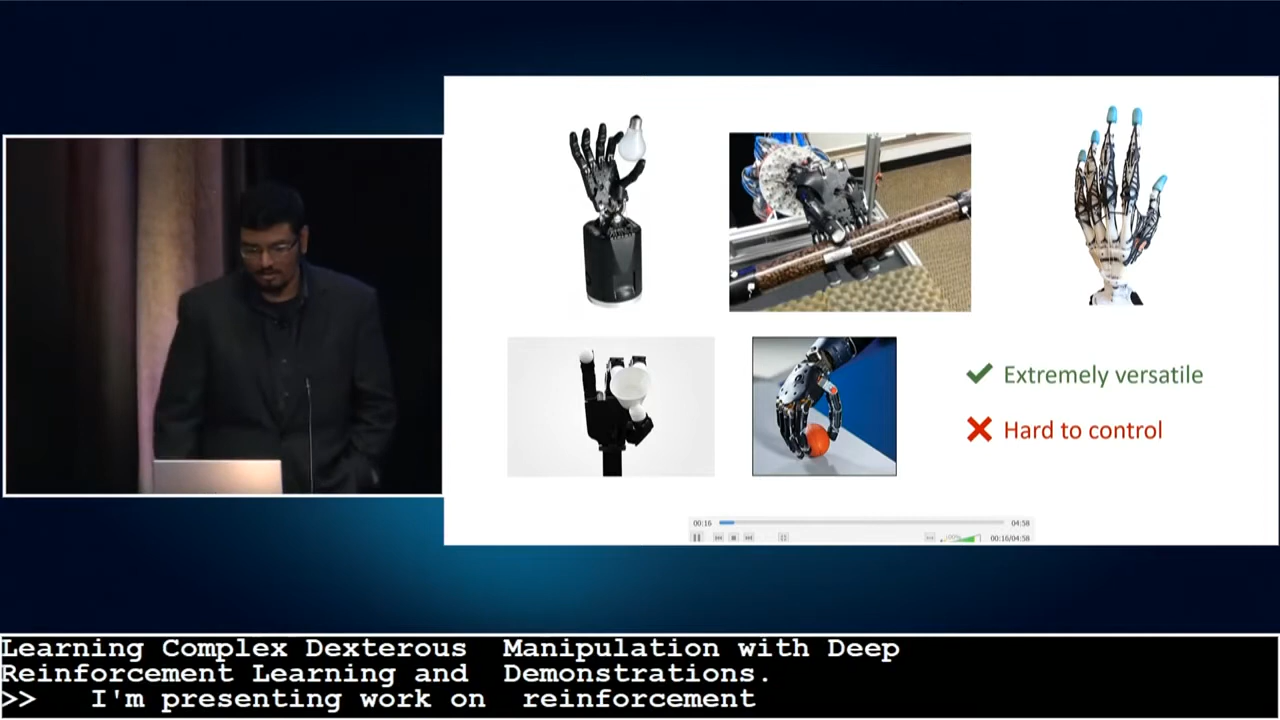 Extremely versatile
Hard to control
00:16
04:58
00:16/04:58
Learning Complex Dexterous  Manipulation with Deep
Reinforcement Learning and  Demonstrations.
>>   I'm presenting work on  reinforcement